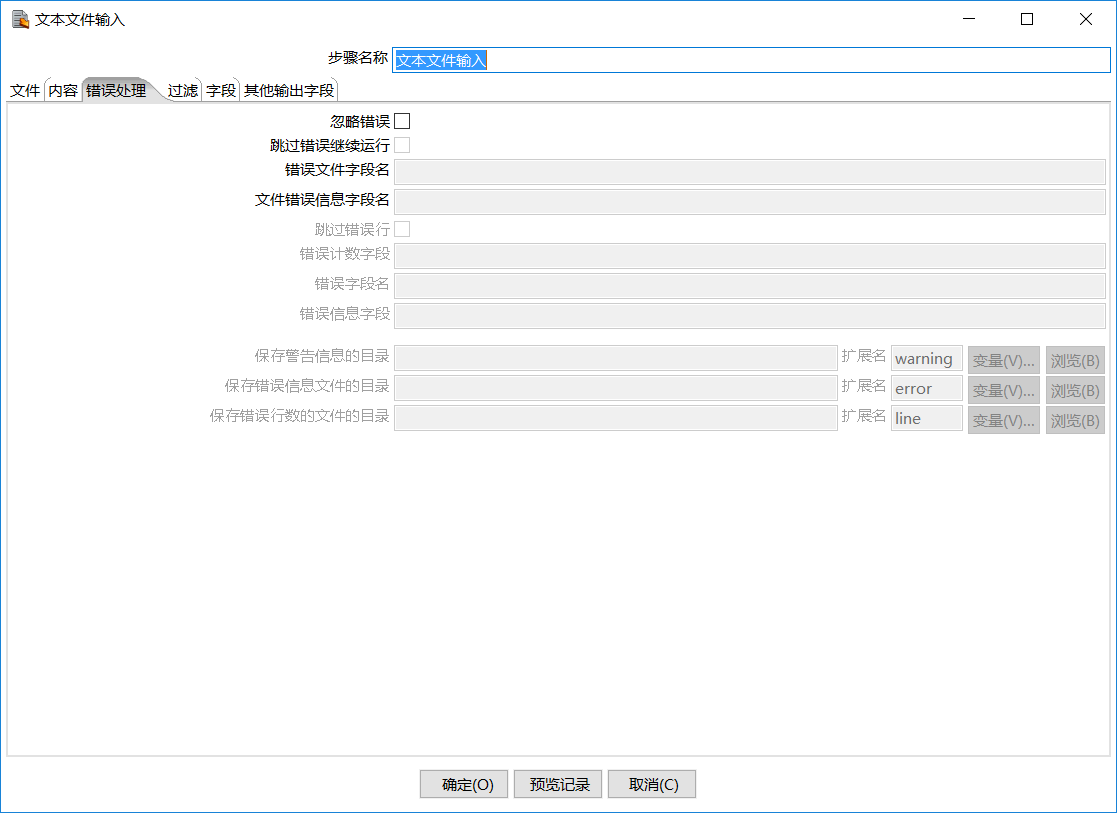 文本文件输入
步骤名称 文本文件输入
文件 内容 错误处理 过滤 字段 其他输出字段
忽略错误
跳过错误继续运行
错误文件字段名
文件错误信息字段名
跳过错误行
错误计数字段
错误字段名
错误信息字段
保存警告信息的目录 扩展名 warning 变量(V)... 浏览(B)
保存错误信息文件的目录 扩展名 error 变量(V)... 浏览(B)
保存错误行数的文件的目录 扩展名 line 变量(V)... 浏览(B)
确定(O) 预览记录 取消(C)